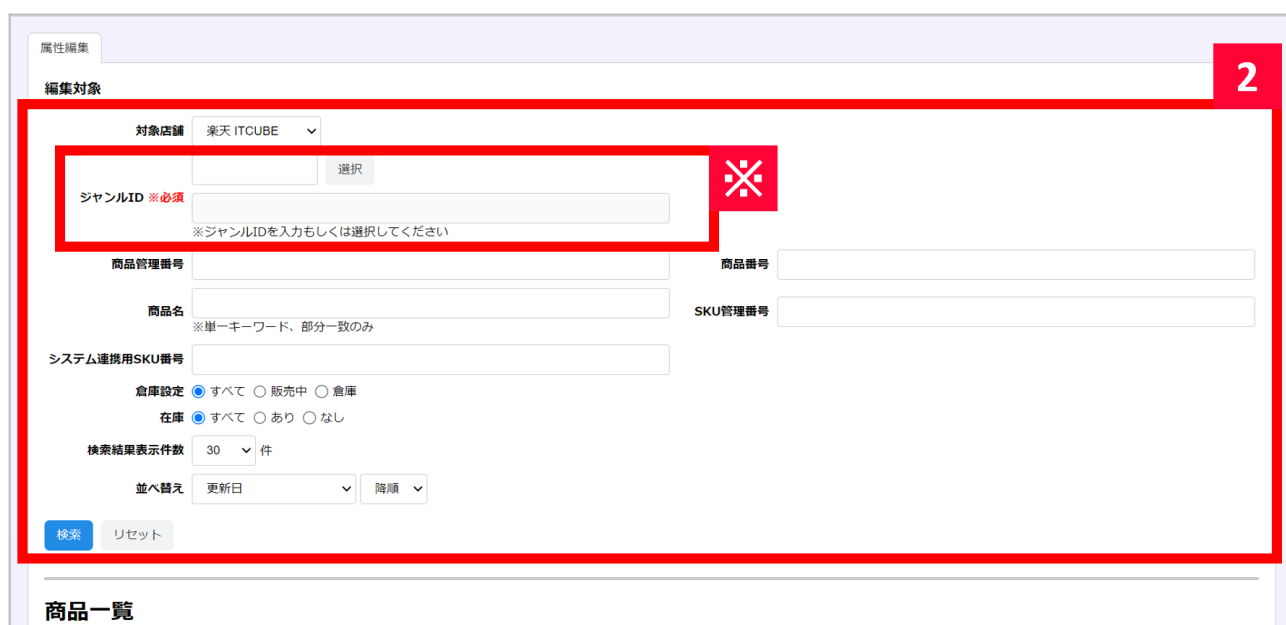 属性編集
2
編集対象
対象店舗 楽天 ITCUBE
選択
※
ジャンルID ※必須
※ジャンルIDを入力もしくは選択してください
商品管理番号 商品番号
商品名 SKU管理番号
※単一キーワード、部分一致のみ
システム連携用SKU番号
倉庫設定 すべて 販売中 倉庫
在庫 すべて あり なし
検索結果表示件数 30 件
並べ替え 更新日 降順
検索 リセット
商品一覧